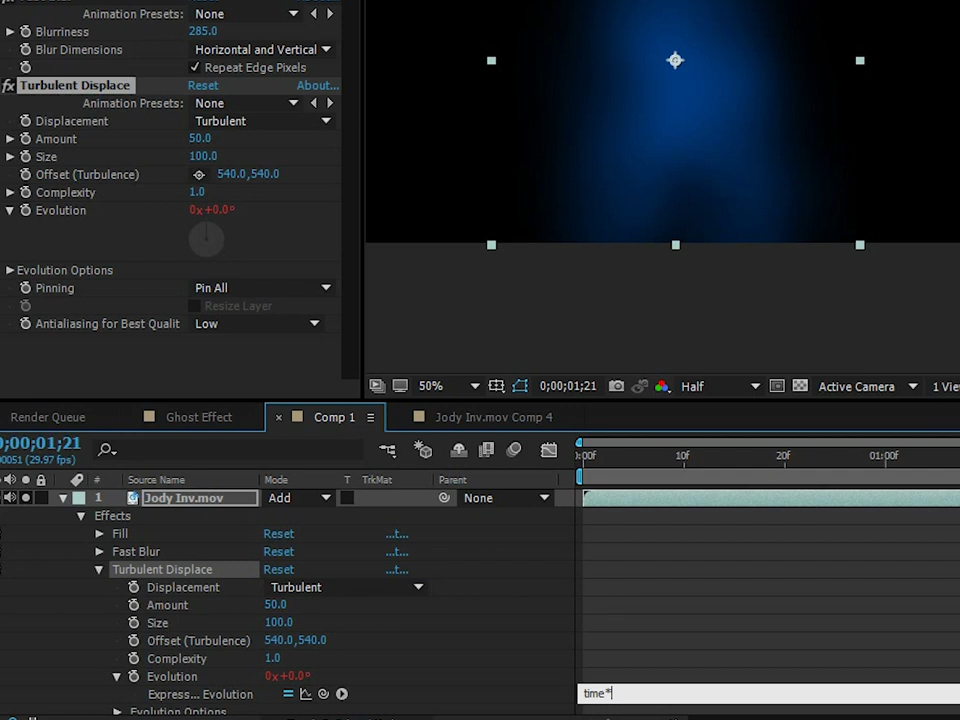 Animation Presets: None
Blurriness 285.0
Blur Dimensions Horizontal and Vertical
Repeat Edge Pixels
fx Turbulent Displace Reset About...
Animation Presets: None
Displacement Turbulent
Amount 50.0
Size 100.0
Offset (Turbulence) 540.0,540.0
Complexity 1.0
Evolution 0x+0.0°
Evolution Options
Pinning Pin All
Resize Layer
Antialiasing for Best Qualit Low
50% 0;00;01;21 Half Active Camera 1 Vie
Render Queue Ghost Effect × Comp 1 Jody Inv.mov Comp 4
0;00;01;21
00051 (29.97 fps)
:00f 10f 20f 01:00f
# Source Name Mode T TrkMat Parent
1 Jody Inv.mov Add None
Effects
Fill Reset ...t...
Fast Blur Reset ...t...
Turbulent Displace Reset ...t...
Displacement Turbulent
Amount 50.0
Size 100.0
Offset (Turbulence) 540.0,540.0
Complexity 1.0
Evolution 0x+0.0°
Express... Evolution time*
Evolution Options